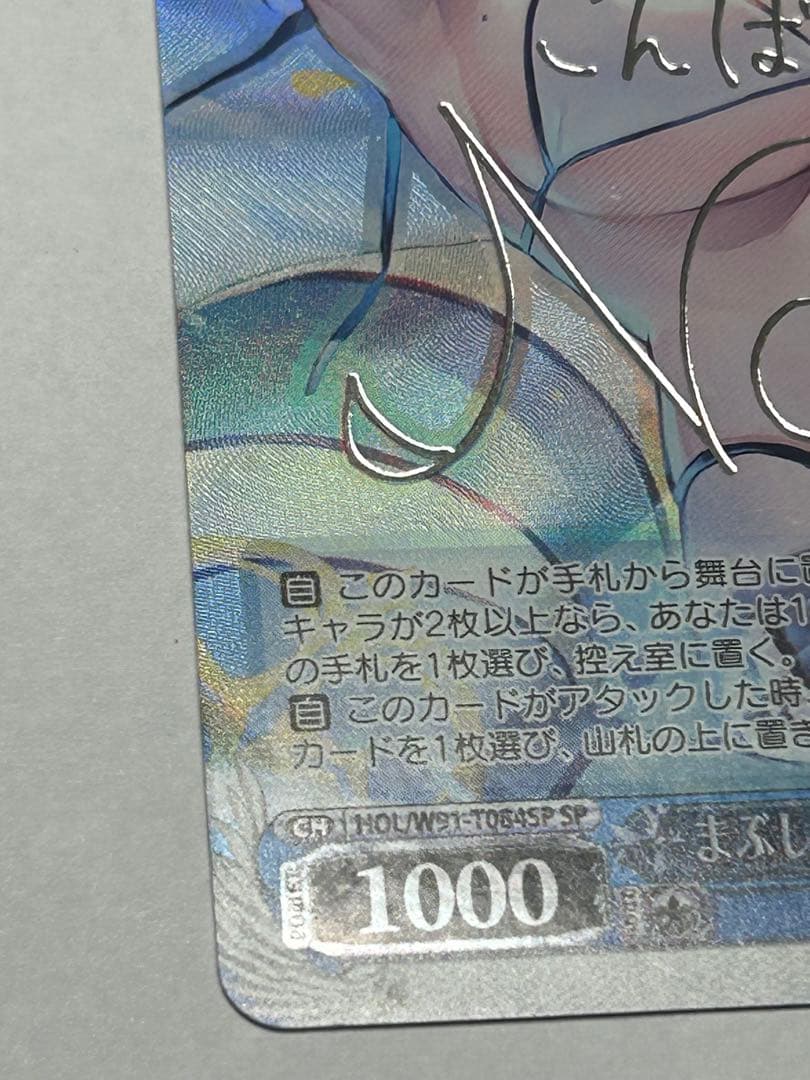 こんば
No
自 このカードが手札から舞台に置
キャラが2枚以上なら、あなたは1
の手札を1枚選び、控え室に置く。
自 このカードがアタックした時
カードを1枚選び、山札の上に置き
CH HOL/W91-T064SP SP
まぶし
POWER 1000